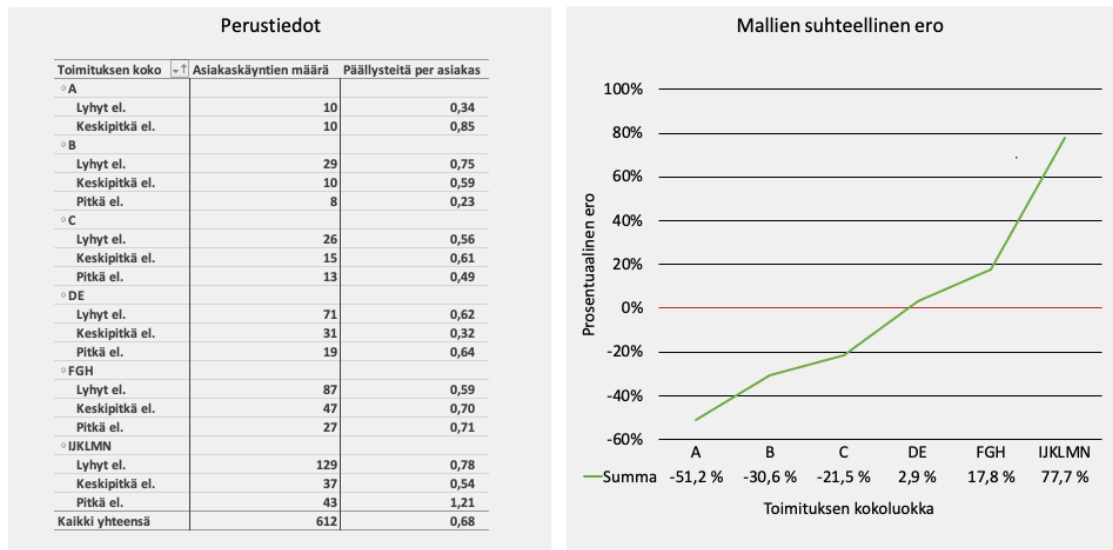 Perustiedot
Toimituksen koko Asiakaskäyntien määrä Päällysteitä per asiakas
A
Lyhyt el. 10 0,34
Keskipitkä el. 10 0,85
B
Lyhyt el. 29 0,75
Keskipitkä el. 10 0,59
Pitkä el. 8 0,23
C
Lyhyt el. 26 0,56
Keskipitkä el. 15 0,61
Pitkä el. 13 0,49
DE
Lyhyt el. 71 0,62
Keskipitkä el. 31 0,32
Pitkä el. 19 0,64
FGH
Lyhyt el. 87 0,59
Keskipitkä el. 47 0,70
Pitkä el. 27 0,71
IJKLMN
Lyhyt el. 129 0,78
Keskipitkä el. 37 0,54
Pitkä el. 43 1,21
Kaikki yhteensä 612 0,68
Mallien suhteellinen ero
Prosentuaalinen ero
100%
80%
60%
40%
20%
0%
-20%
-40%
-60%
A B C DE FGH IJKLMN
Summa -51,2 % -30,6 % -21,5 % 2,9 % 17,8 % 77,7 %
Toimituksen kokoluokka